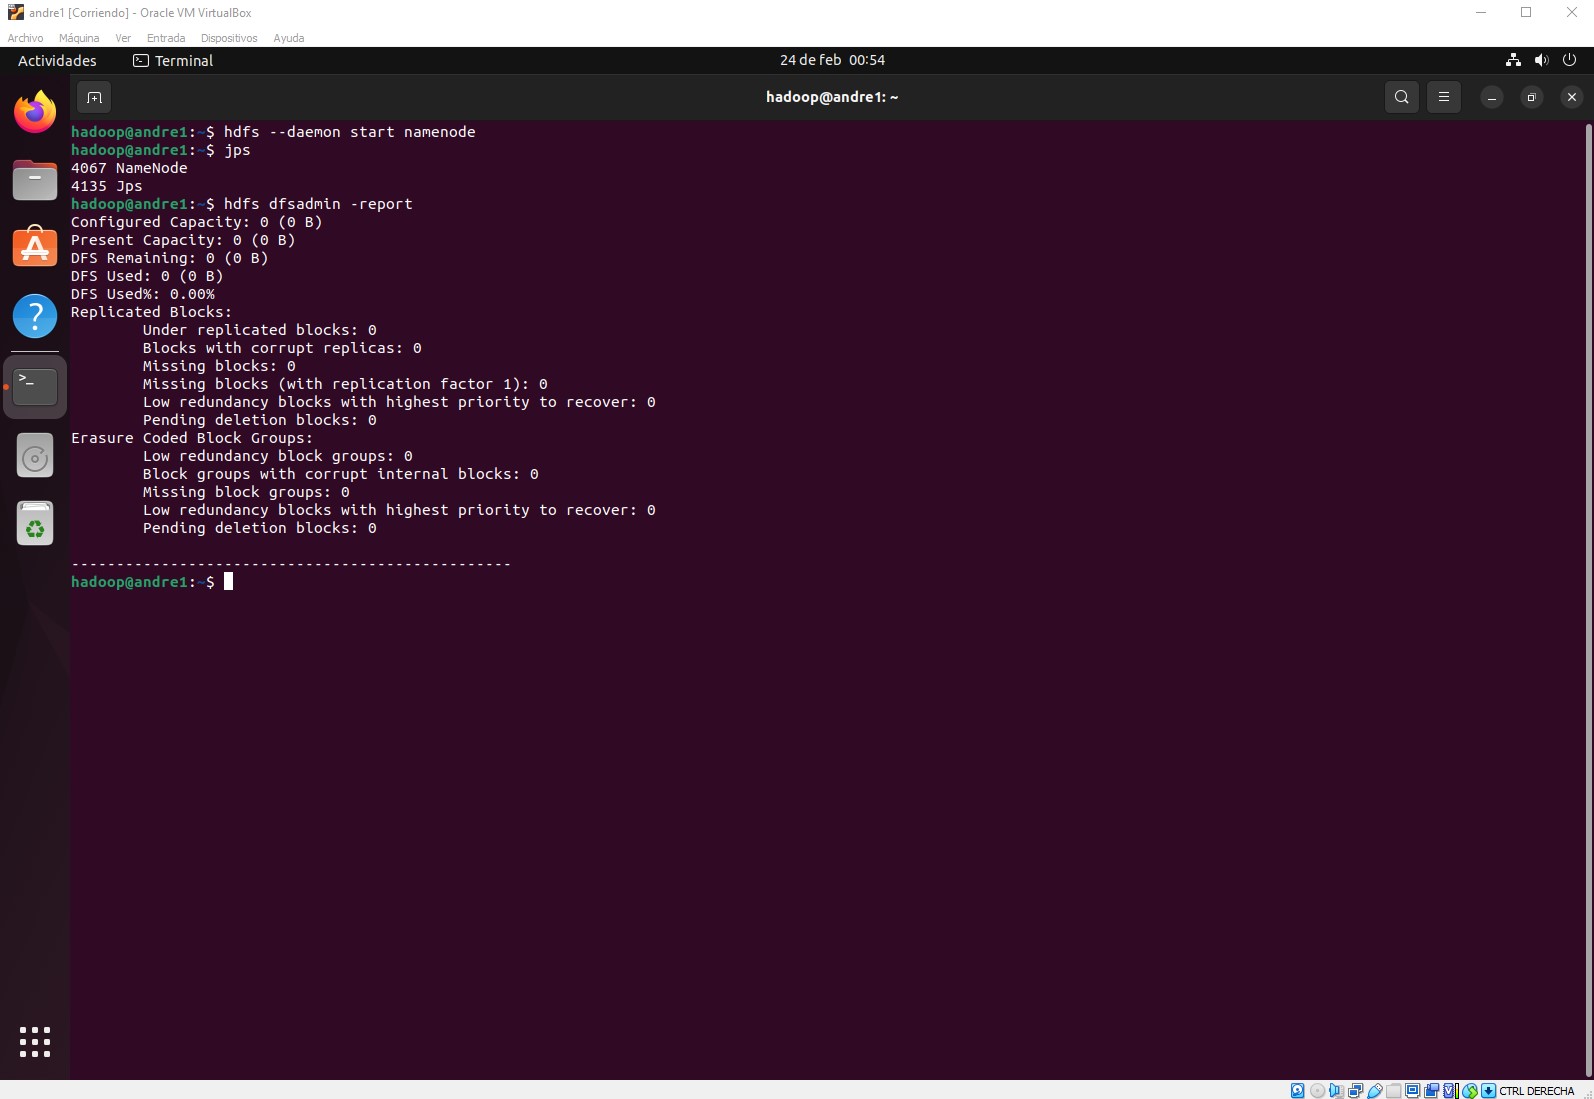 andre1 [Corriendo] - Oracle VM VirtualBox
Archivo Máquina Ver Entrada Dispositivos Ayuda
Actividades Terminal 24 de feb 00:54
hadoop@andre1: ~
hadoop@andre1:~$ hdfs --daemon start namenode
hadoop@andre1:~$ jps
4067 NameNode
4135 Jps
hadoop@andre1:~$ hdfs dfsadmin -report
Configured Capacity: 0 (0 B)
Present Capacity: 0 (0 B)
DFS Remaining: 0 (0 B)
DFS Used: 0 (0 B)
DFS Used%: 0.00%
Replicated Blocks:
Under replicated blocks: 0
Blocks with corrupt replicas: 0
Missing blocks: 0
Missing blocks (with replication factor 1): 0
Low redundancy blocks with highest priority to recover: 0
Pending deletion blocks: 0
Erasure Coded Block Groups:
Low redundancy block groups: 0
Block groups with corrupt internal blocks: 0
Missing block groups: 0
Low redundancy blocks with highest priority to recover: 0
Pending deletion blocks: 0
-------------------------------------------------
hadoop@andre1:~$
CTRL DERECHA